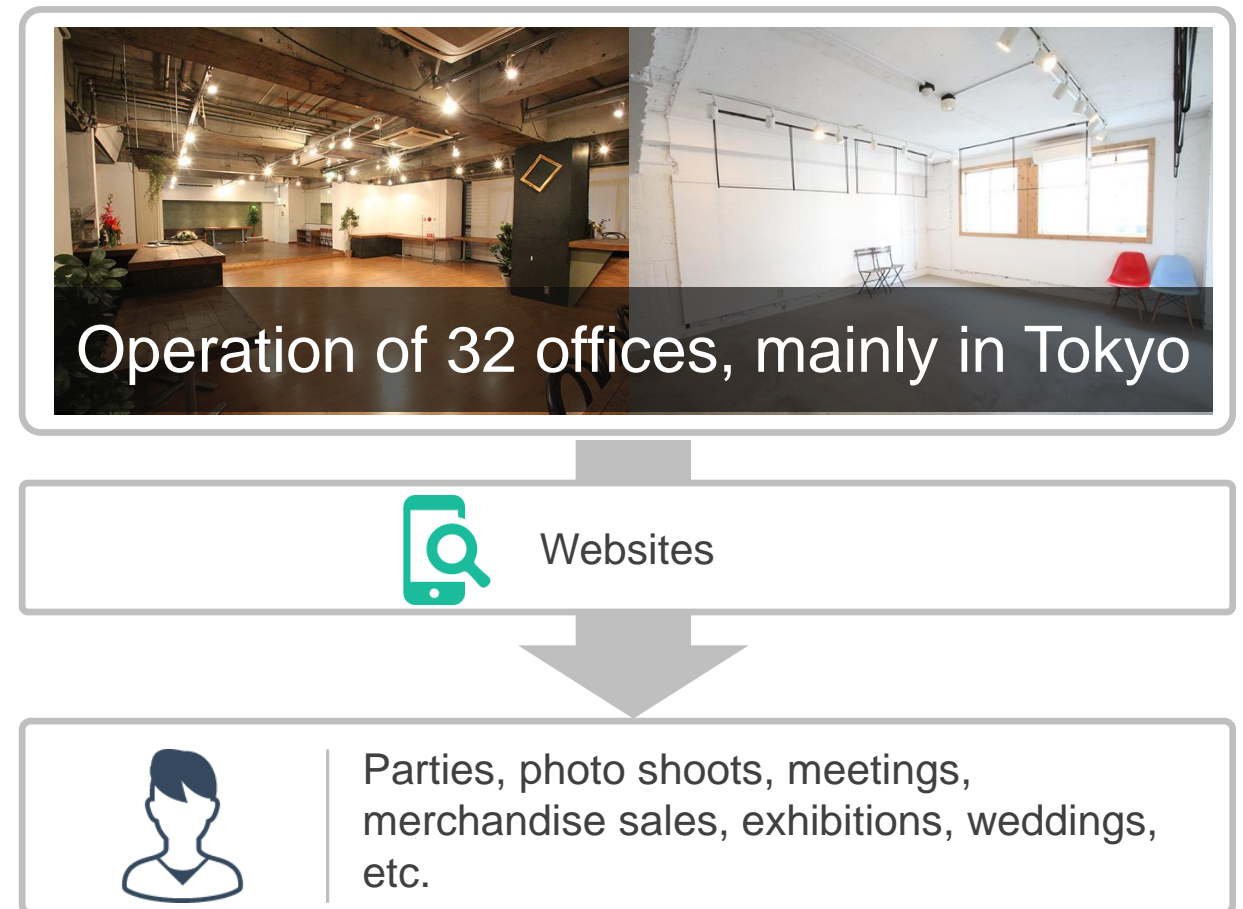 Operation of 32 offices, mainly in Tokyo
Websites
Parties, photo shoots, meetings,
merchandise sales, exhibitions, weddings,
etc.